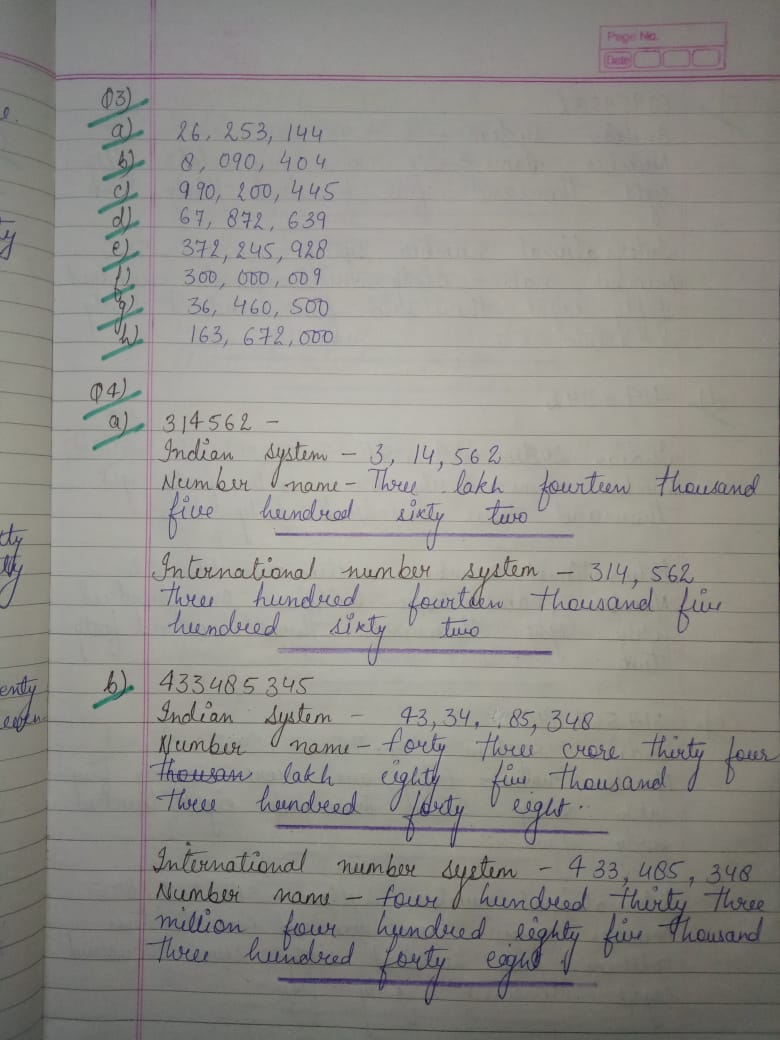 Page No.
Date
Q3)
a) 26, 253, 144
b) 8, 090, 404
c) 990, 200, 445
d) 67, 872, 639
e) 372, 245, 928
f) 300, 000, 009
g) 36, 460, 500
h) 163, 672, 000
Q4)
a) 314562 -
Indian system - 3, 14, 562
Number name - Three lakh fourteen thousand
five hundred sixty two
International number system - 314, 562
three hundred fourteen thousand five
hundred sixty two
b) 433485345
Indian system - 43, 34, 85, 348
Number name - forty three crore thirty four
thousan lakh eighty five thousand
three hundred forty eight.
International number system - 433, 485, 348
Number name - four hundred thirty three
million four hundred eighty five thousand
three hundred forty eight